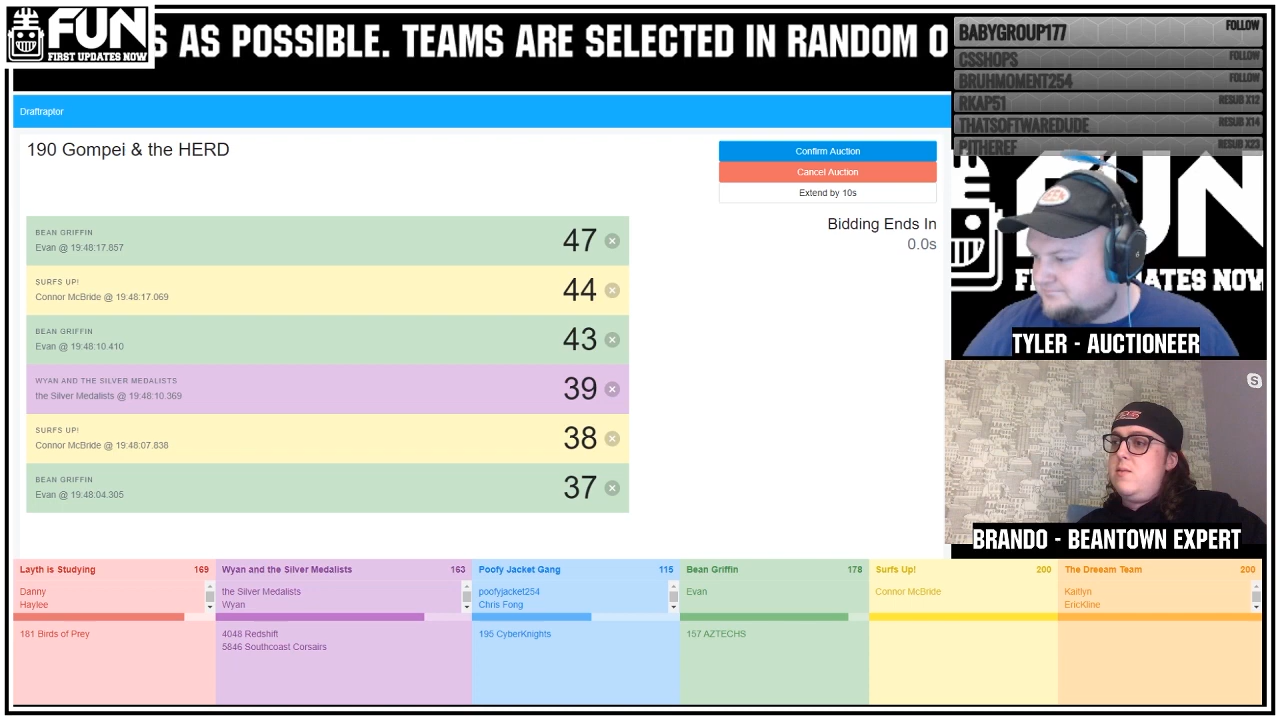 FUN
FIRST UPDATES NOW
S AS POSSIBLE. TEAMS ARE SELECTED IN RANDOM O
BABYGROUP177 FOLLOW
CSSHOPS FOLLOW
BRUHMOMENT254 FOLLOW
RKAP51 RESUB X12
THATSOFTWAREDUDE RESUB X14
PITHEREF RESUB X23
Draftraptor
190 Gompei & the HERD
Confirm Auction
Cancel Auction
Extend by 10s
Bidding Ends In
0.0s
BEAN GRIFFIN
Evan @ 19:48:17.657
47
SURFS UP!
Connor McBride @ 19:48:17.069
44
BEAN GRIFFIN
Evan @ 19:48:10.410
43
WYAN AND THE SILVER MEDALISTS
the Silver Medalists @ 19:48:10.369
39
SURFS UP!
Connor McBride @ 19:48:07.838
38
BEAN GRIFFIN
Evan @ 19:48:04.305
37
TYLER - AUCTIONEER
BRANDO - BEANTOWN EXPERT
Layth is Studying 169
Danny
Haylee
181 Birds of Prey
Wyan and the Silver Medalists 163
the Silver Medalists
Wyan
4048 Redshift
5846 Southcoast Corsairs
Poofy Jacket Gang 115
poofyjacket254
Chris Fong
195 CyberKnights
Bean Griffin 178
Evan
157 AZTECHS
Surfs Up! 200
Connor McBride
The Dreeam Team 200
Kaitlyn
EricKline